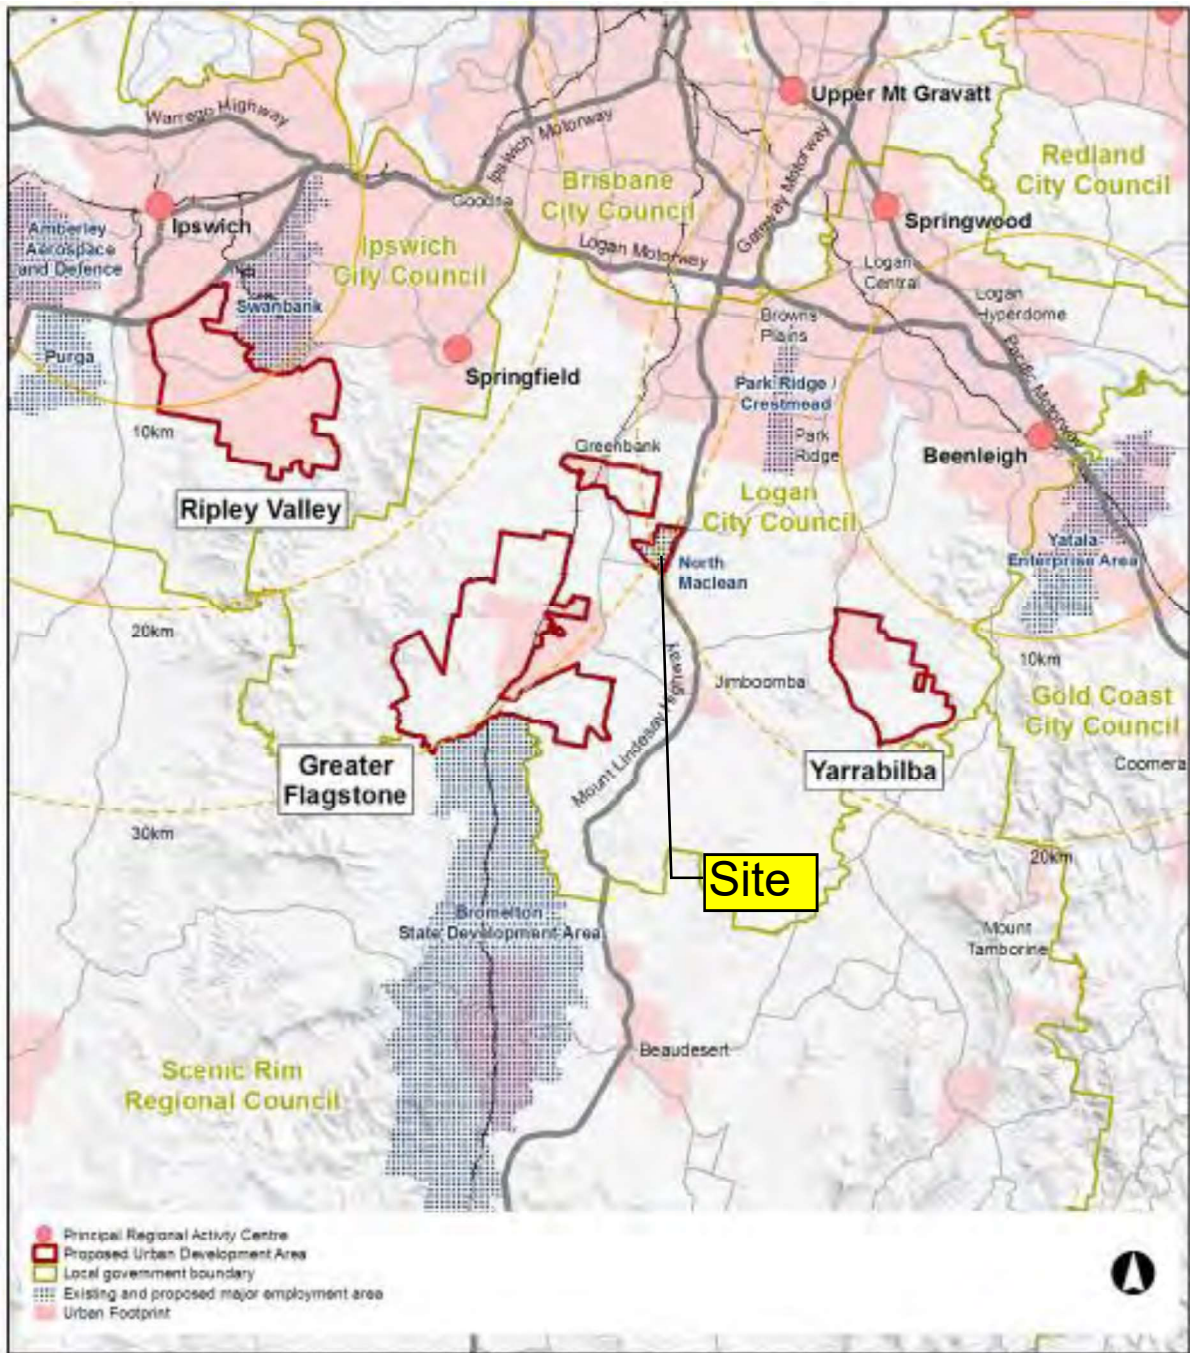 Warrego Highway
Ipswich Motorway
Upper Mt Gravatt
Redland
City Council
Brisbane
City Council
Gateway Motorway
Goodna
Springwood
Amberley
Aerospace
and Defence
Ipswich
Ipswich
City Council
Logan Motorway
Logan
Central
Logan
Hyperdome
Swanbank
Browns
Plains
Purga
Springfield
Park Ridge /
Crestmead
Pacific Motorway
10km
Greenbank
Park
Ridge
Beenleigh
Ripley Valley
Logan
City Council
North
Maclean
Yatala
Enterprise Area
20km
10km
Jimboomba
Gold Coast
City Council
Mount Lindesay Highway
Greater
Flagstone
Yarrabilba
Coomera
30km
20km
Site
Bromelton
State Development Area
Mount
Tamborine
Beaudesert
Scenic Rim
Regional Council
Principal Regional Activity Centre
Proposed Urban Development Area
Local government boundary
Existing and proposed major employment area
Urban Footprint